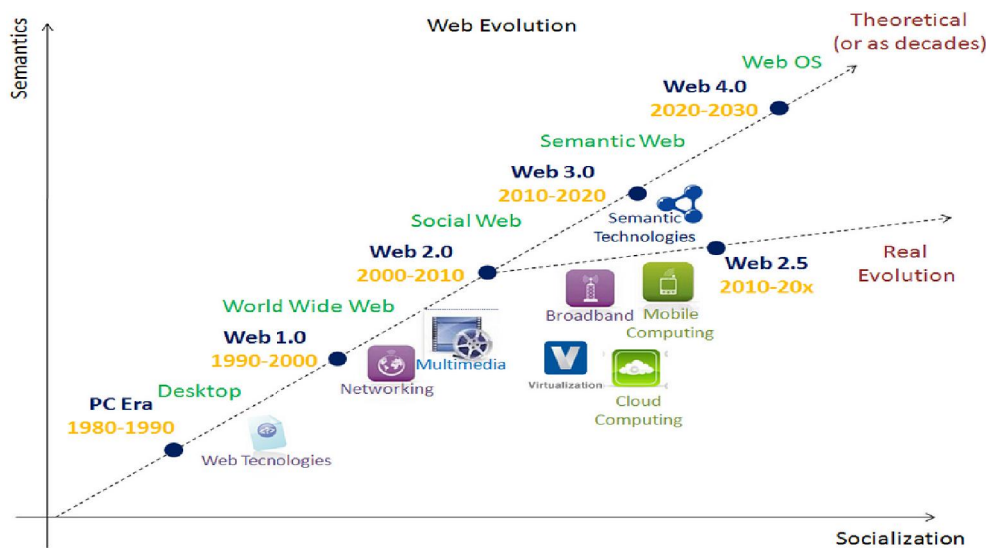 Web Evolution
Semantics
Theoretical
(or as decades)
Web OS
Web 4.0
2020-2030
Semantic Web
Web 3.0
2010-2020
Semantic
Technologies
Social Web
Web 2.0
2000-2010
Web 2.5
2010-20x
Real
Evolution
Broadband
Mobile
Computing
World Wide Web
Web 1.0
1990-2000
Multimedia
Networking
V
Virtualization
Cloud
Computing
Desktop
PC Era
1980-1990
Web Tecnologies
Socialization